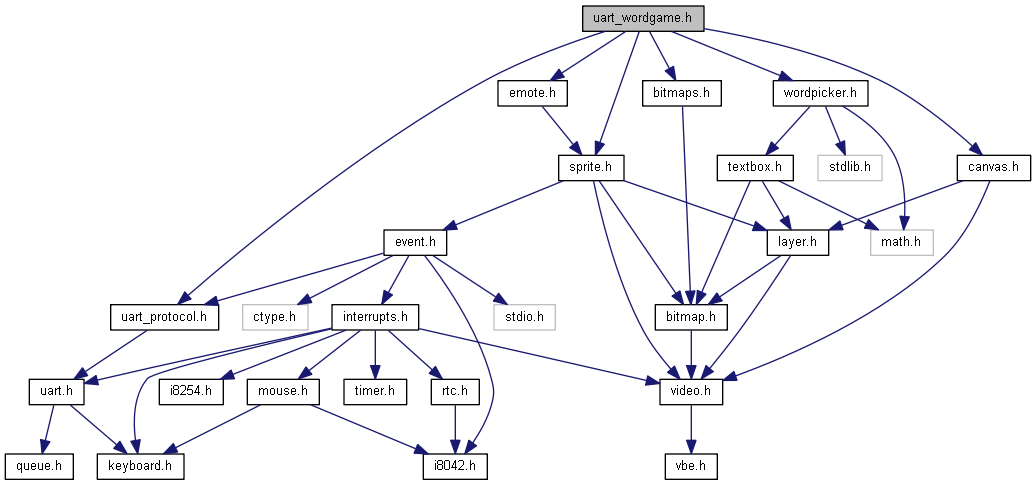 uart_wordgame.h
emote.h
bitmaps.h
wordpicker.h
sprite.h
textbox.h
stdlib.h
canvas.h
event.h
layer.h
math.h
uart_protocol.h
ctype.h
interrupts.h
stdio.h
bitmap.h
uart.h
i8254.h
mouse.h
timer.h
rtc.h
video.h
queue.h
keyboard.h
i8042.h
vbe.h